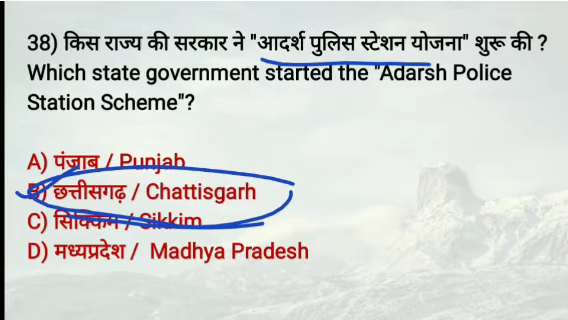 38) किस राज्य की सरकार ने "आदर्श पुलिस स्टेशन योजना" शुरू की ?
Which state government started the "Adarsh Police
Station Scheme"?
A) पंजाब / Punjab
B) छत्तीसगढ़ / Chattisgarh
C) सिक्किम / Sikkim
D) मध्यप्रदेश / Madhya Pradesh